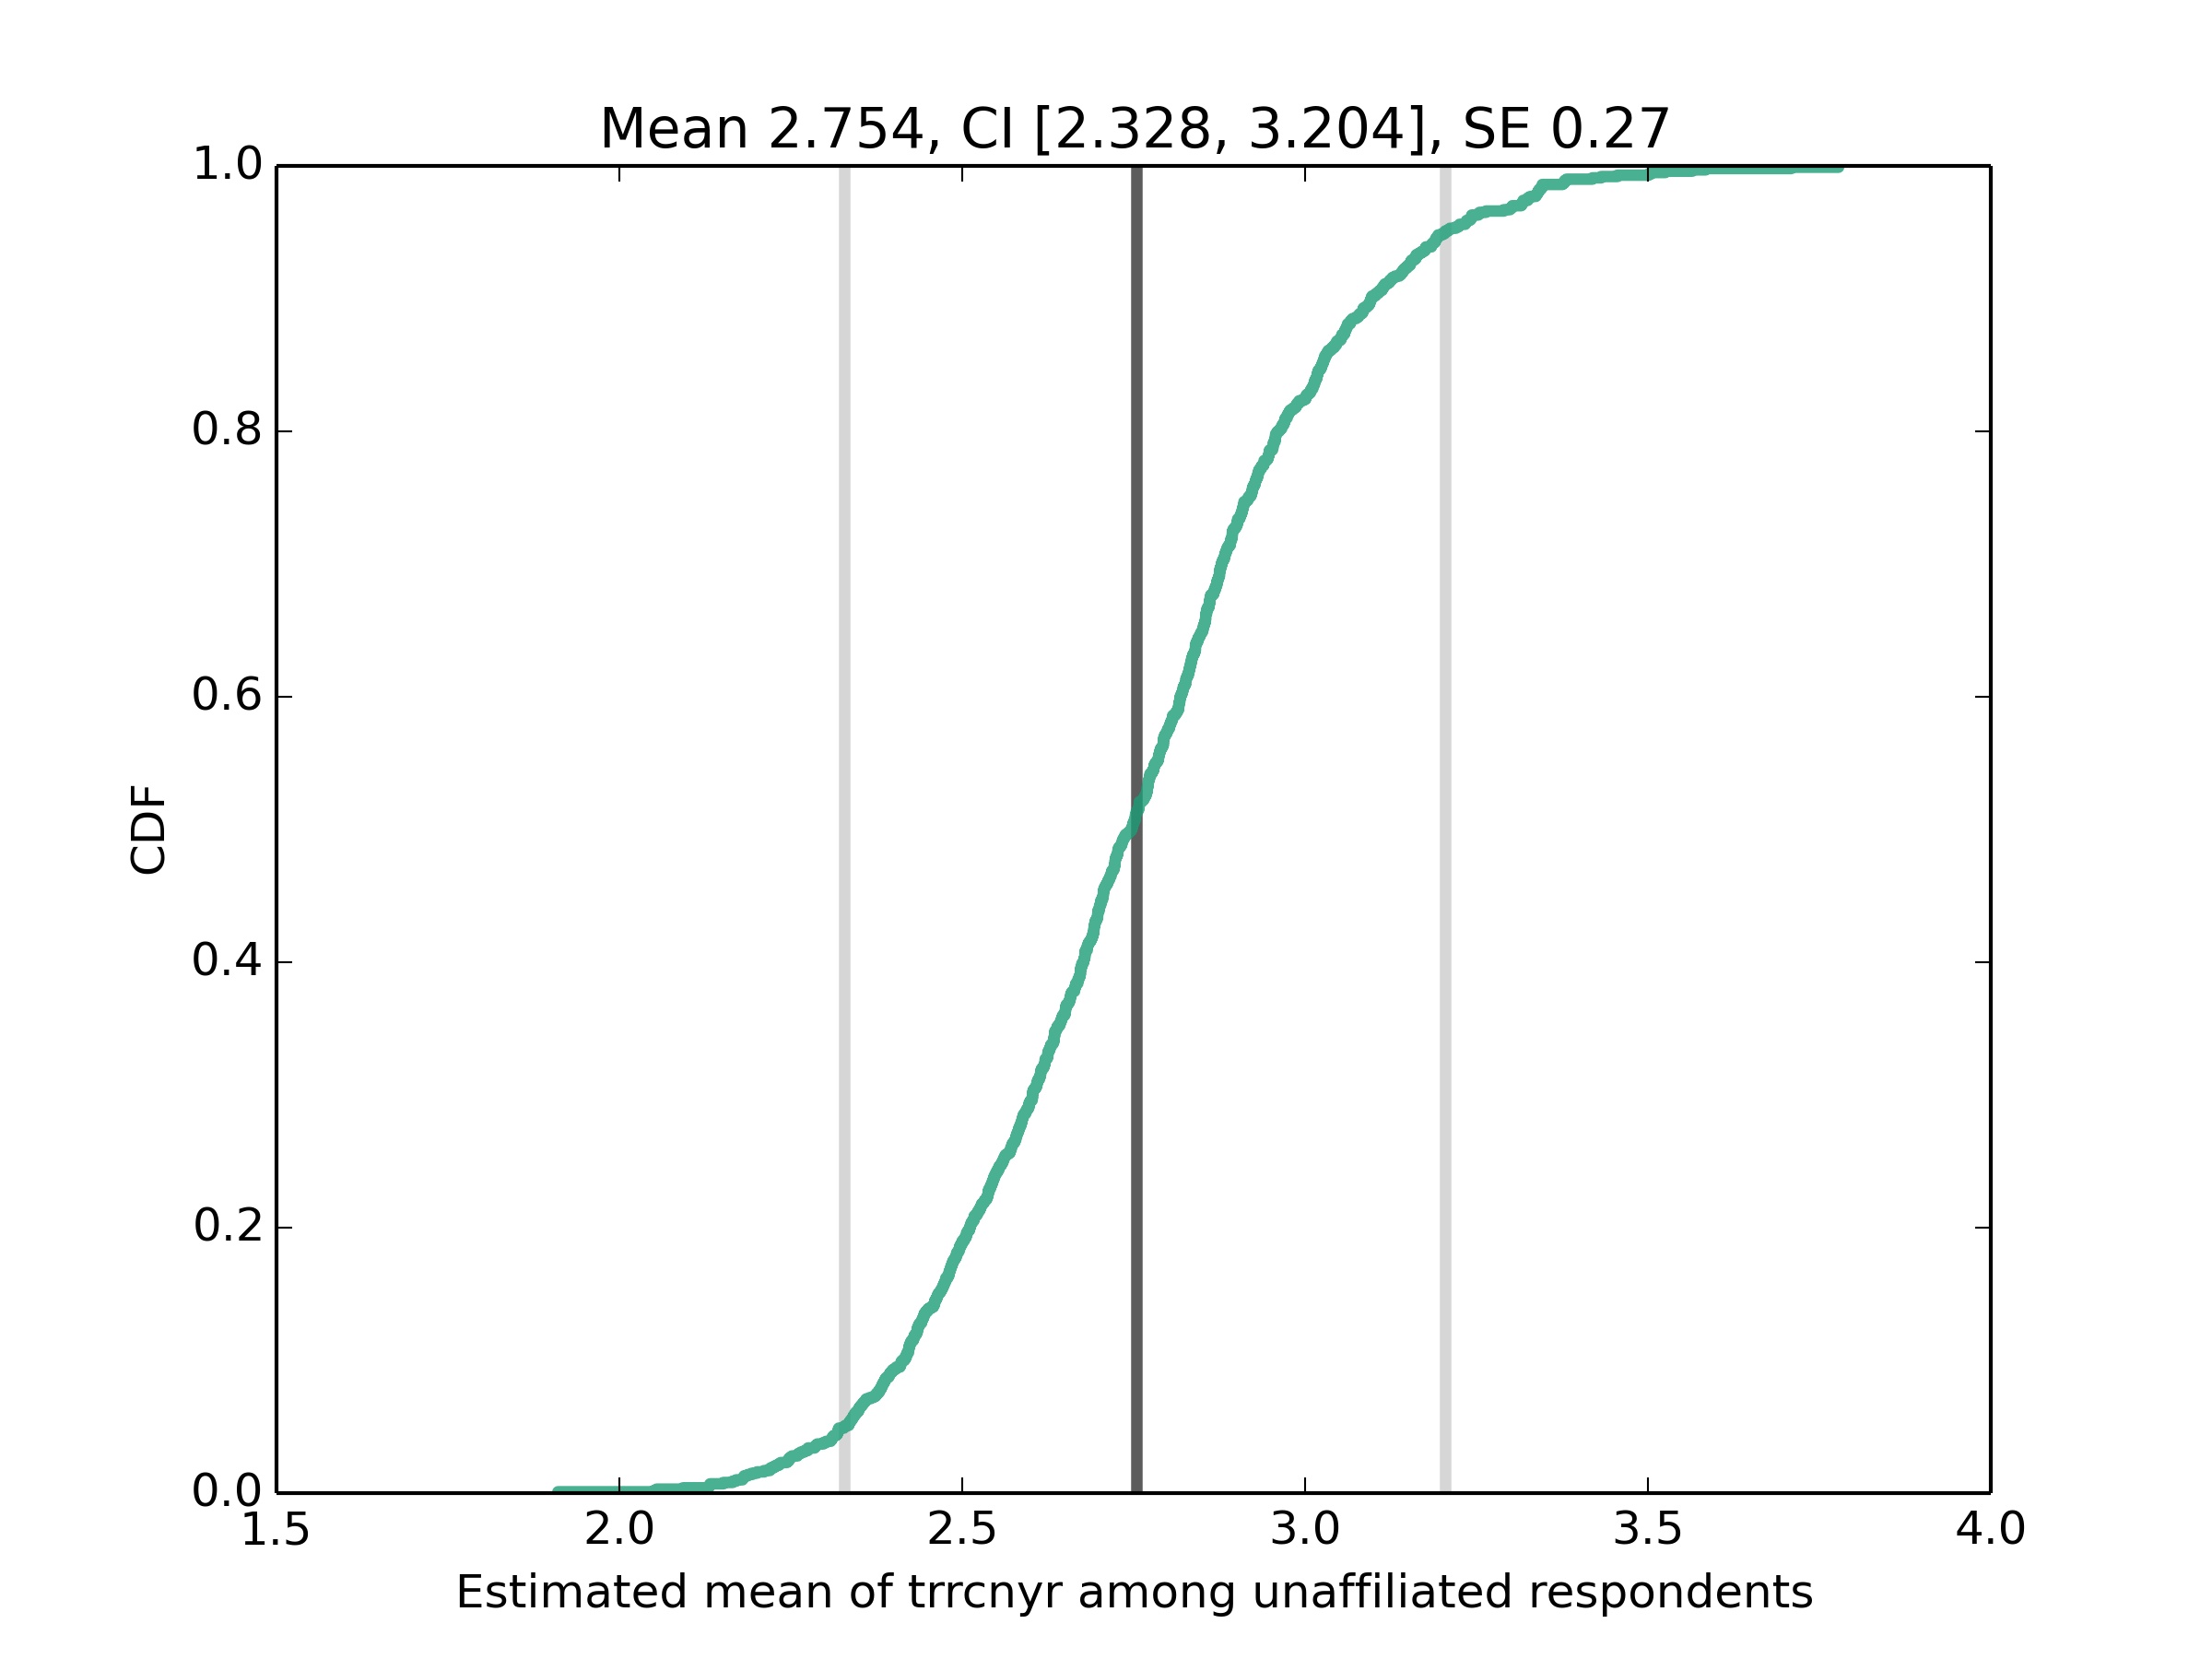 Mean 2.754, CI [2.328, 3.204], SE 0.27
1.0
0.8
0.6
0.4
0.2
0.0
CDF
1.5 2.0 2.5 3.0 3.5 4.0
Estimated mean of trrcnyr among unaffiliated respondents